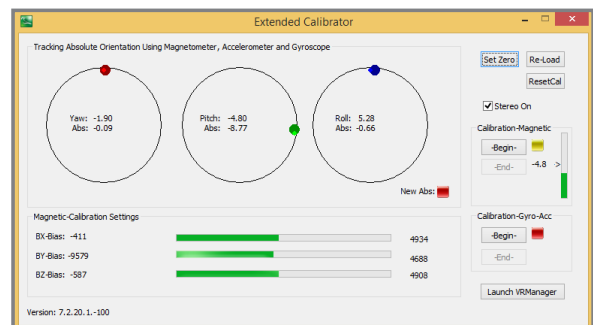 Extended Calibrator
Tracking Absolute Orientation Using Magnetometer, Accelerometer and Gyroscope
Yaw: -1.90
Abs: -0.09
Pitch: -4.80
Abs: -8.77
Roll: 5.28
Abs: -0.66
New Abs:
Set Zero Re-Load
ResetCal
Stereo On
Calibration-Magnetic
-Begin-
-End- -4.8 >
Magnetic-Calibration Settings
BX-Bias: -411 4934
BY-Bias: -9579 4688
BZ-Bias: -587 4908
Calibration-Gyro-Acc
-Begin-
-End-
Launch VRManager
Version: 7.2.20.1.-100